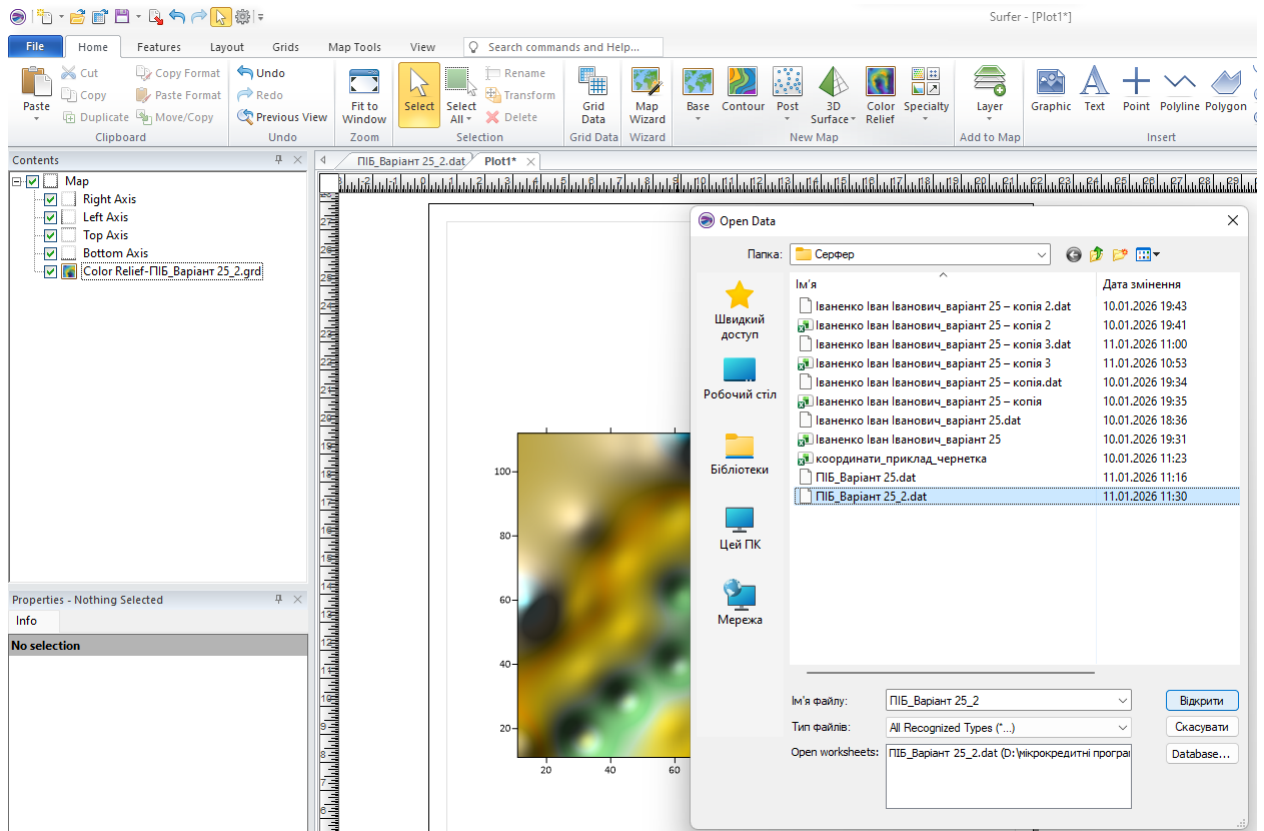 Surfer - [Plot1*]
File Home Features Layout Grids Map Tools View Search commands and Help...
Paste Cut Copy Duplicate Copy Format Paste Format Move/Copy
Clipboard
Undo Redo Previous View
Undo
Fit to Window
Zoom
Select Select All Rename Transform Delete
Selection
Grid Data
Grid Data
Map Wizard
Wizard
Base Contour Post 3D Surface Color Relief Specialty
New Map
Layer
Add to Map
Graphic Text Point Polyline Polygon
Insert
Contents
Map
Right Axis
Left Axis
Top Axis
Bottom Axis
Color Relief-ПІБ_Варіант 25_2.grd
Properties - Nothing Selected
Info
No selection
ПІБ_Варіант 25_2.dat Plot1*
100
80
60
40
20
20 40 60
Open Data
Папка: Серфер
Швидкий доступ
Робочий стіл
Бібліотеки
Цей ПК
Мережа
Ім'я Дата змінення
Іваненко Іван Іванович_варіант 25 – копія 2.dat 10.01.2026 19:43
Іваненко Іван Іванович_варіант 25 – копія 2 10.01.2026 19:41
Іваненко Іван Іванович_варіант 25 – копія 3.dat 11.01.2026 11:00
Іваненко Іван Іванович_варіант 25 – копія 3 11.01.2026 10:53
Іваненко Іван Іванович_варіант 25 – копія.dat 10.01.2026 19:34
Іваненко Іван Іванович_варіант 25 – копія 10.01.2026 19:35
Іваненко Іван Іванович_варіант 25.dat 10.01.2026 18:36
Іваненко Іван Іванович_варіант 25 10.01.2026 19:31
координати_приклад_чернетка 10.01.2026 11:23
ПІБ_Варіант 25.dat 11.01.2026 11:16
ПІБ_Варіант 25_2.dat 11.01.2026 11:30
Ім'я файлу: ПІБ_Варіант 25_2 Відкрити
Тип файлів: All Recognized Types (*...) Скасувати
Open worksheets: ПІБ_Варіант 25_2.dat (D:\мікрокредитні програм Database...